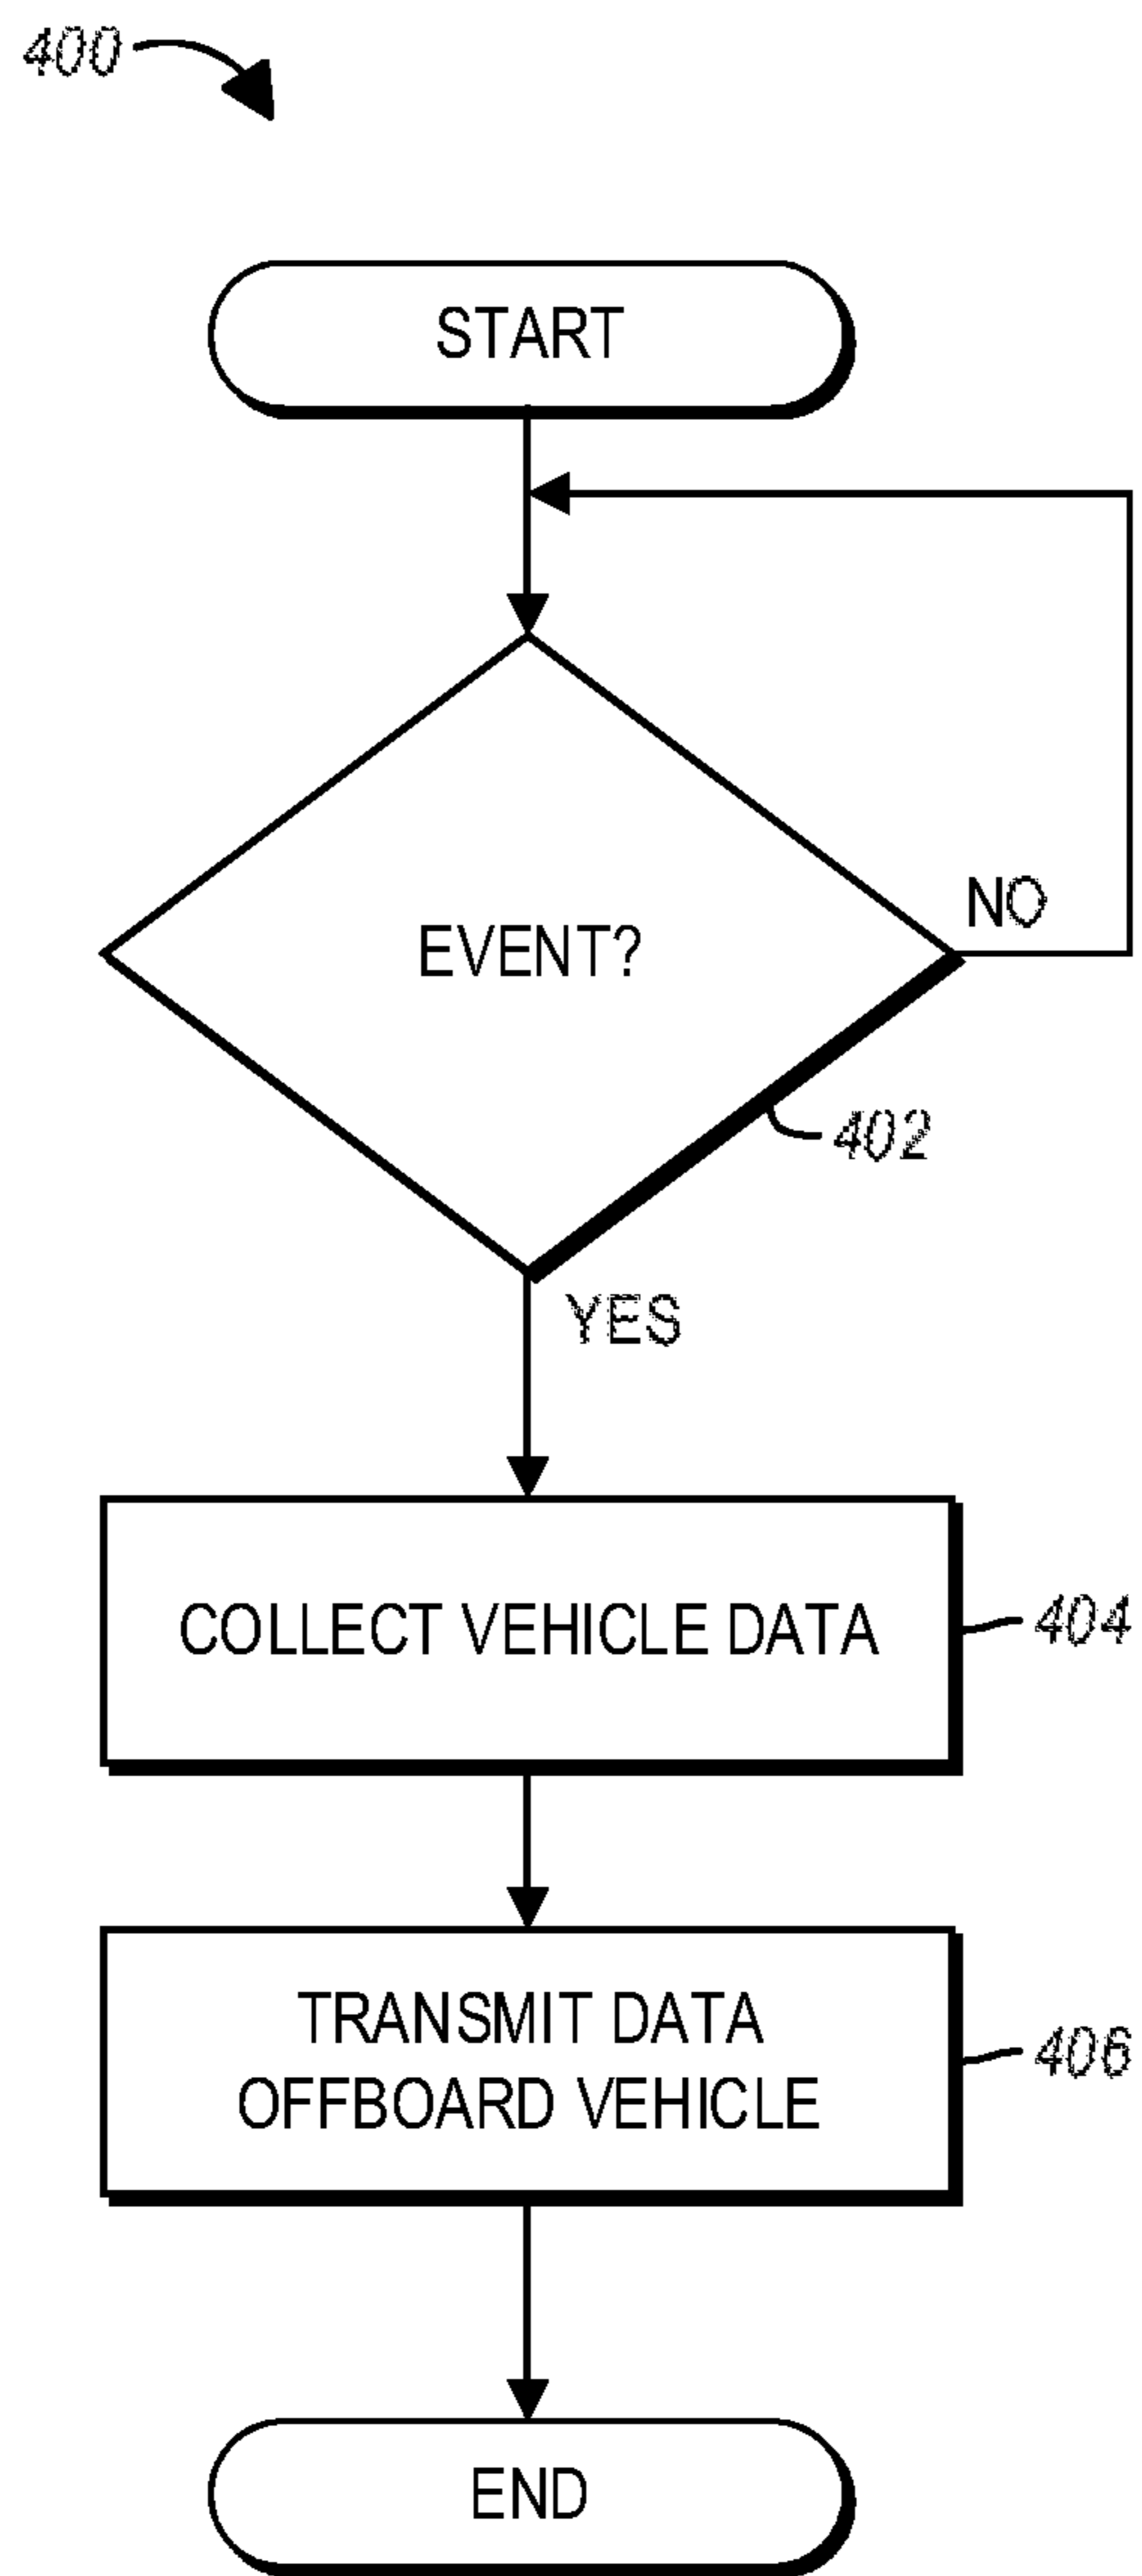 400
START
NO
EVENT?
402
YES
COLLECT VEHICLE DATA
404
TRANSMIT DATA
OFFBOARD VEHICLE
406
END